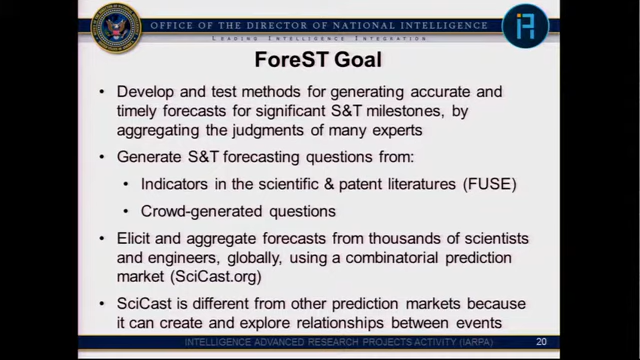 OFFICE OF THE DIRECTOR OF NATIONAL INTELLIGENCE
LEADING INTELLIGENCE INTEGRATION
ForeST Goal
• Develop and test methods for generating accurate and
timely forecasts for significant S&T milestones, by
aggregating the judgments of many experts
• Generate S&T forecasting questions from:
• Indicators in the scientific & patent literatures (FUSE)
• Crowd-generated questions
• Elicit and aggregate forecasts from thousands of scientists
and engineers, globally, using a combinatorial prediction
market (SciCast.org)
• SciCast is different from other prediction markets because
it can create and explore relationships between events
INTELLIGENCE ADVANCED RESEARCH PROJECTS ACTIVITY (IARPA)
20